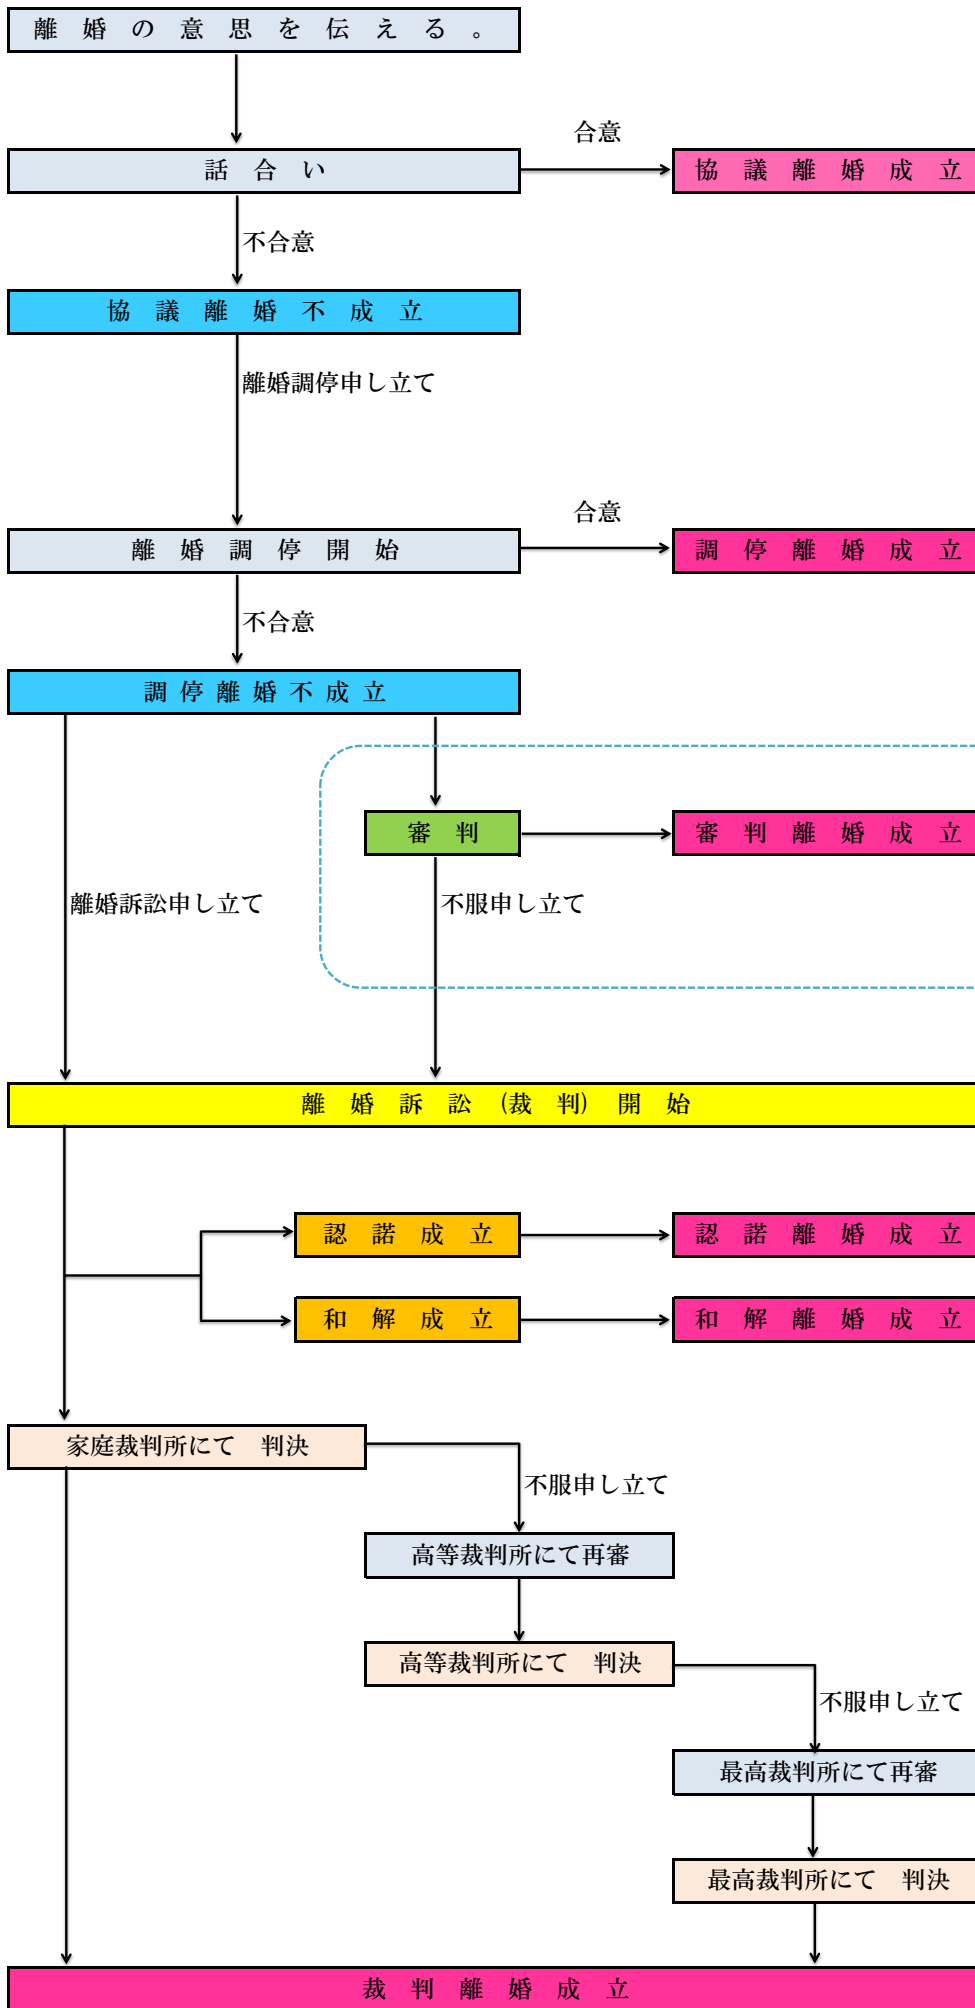 離婚の意思を伝える。
合意
話合い
協議離婚成立
不合意
協議離婚不成立
離婚調停申し立て
合意
離婚調停開始
調停離婚成立
不合意
調停離婚不成立
審判
審判離婚成立
離婚訴訟申し立て
不服申し立て
離婚訴訟(裁判)開始
認諾成立
認諾離婚成立
和解成立
和解離婚成立
家庭裁判所にて 判決
不服申し立て
高等裁判所にて再審
高等裁判所にて 判決
不服申し立て
最高裁判所にて再審
最高裁判所にて 判決
裁判離婚成立